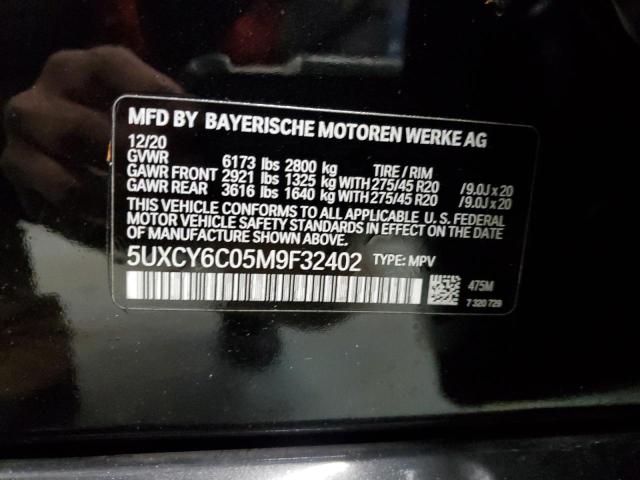 MFD BY BAYERISCHE MOTOREN WERKE AG
12/20
GVWR 6173 lbs 2800 kg TIRE / RIM
GAWR FRONT 2921 lbs 1325 kg WITH 275/45 R20 /9.0J x 20
GAWR REAR 3616 lbs 1640 kg WITH 275/45 R20 /9.0J x 20
THIS VEHICLE CONFORMS TO ALL APPLICABLE U. S. FEDERAL
MOTOR VEHICLE SAFETY STANDARDS IN EFFECT ON THE DATE
OF MANUFACTURE SHOWN ABOVE.
5UXCY6C05M9F32402 TYPE: MPV
475M
7 320 729